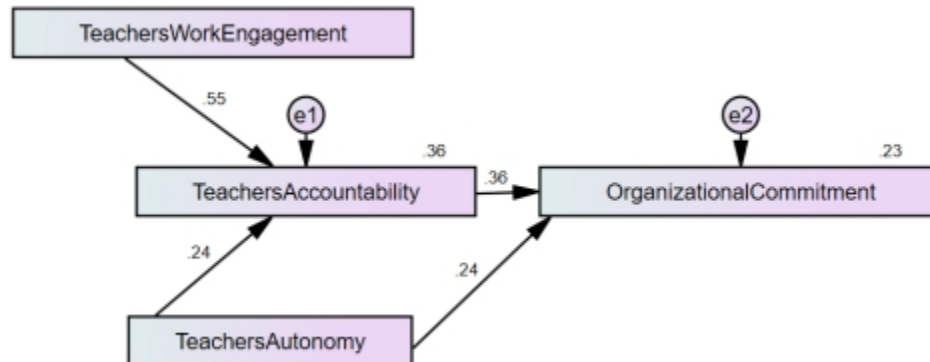 TeachersWorkEngagement
.55
e1
e2
.36
.23
TeachersAccountability
.36
OrganizationalCommitment
.24
.24
TeachersAutonomy